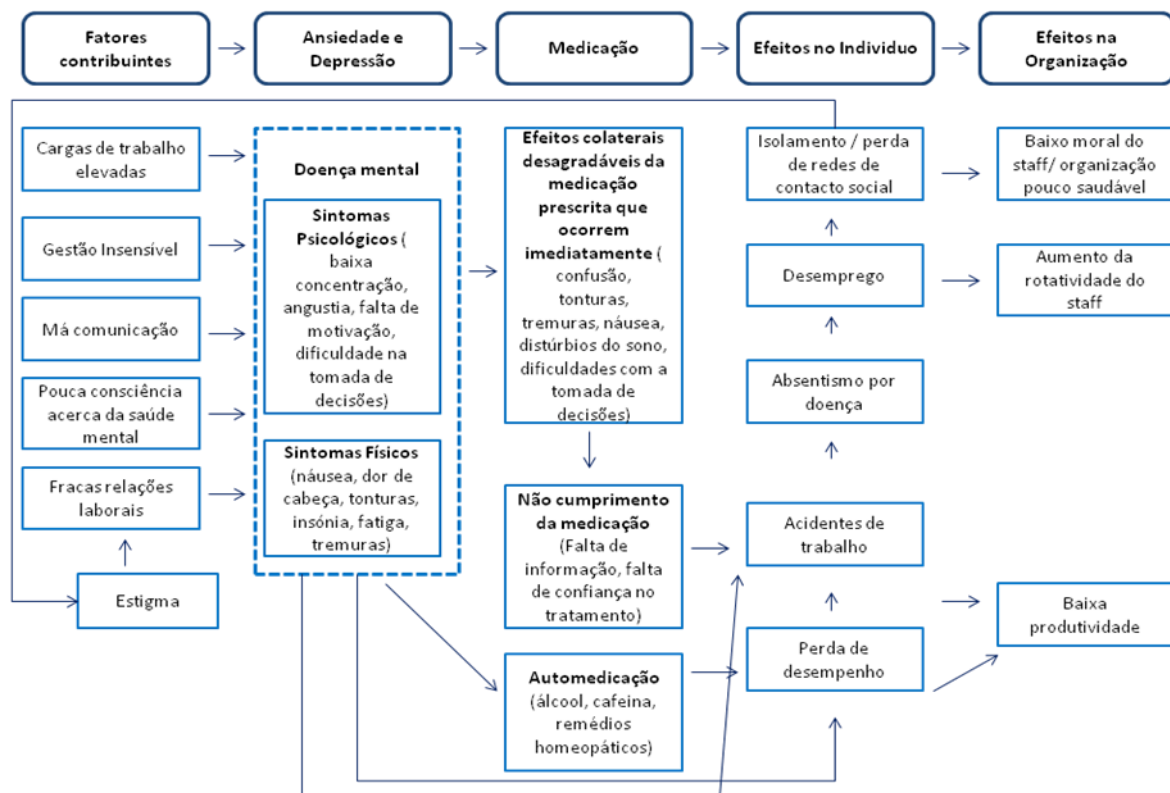 Fatores
contribuintes
Ansiedade e
Depressão
Medicação
Efeitos no Individuo
Efeitos na
Organização
Cargas de trabalho
elevadas
Gestão Insensível
Má comunicação
Pouca consciência
acerca da saúde
mental
Fracas relações
laborais
Estigma
Doença mental
Sintomas
Psicológicos (
baixa
concentração,
angustia, falta de
motivação,
dificuldade na
tomada de
decisões)
Sintomas Físicos
(náusea, dor de
cabeça, tonturas,
insónia, fatiga,
tremuras)
Efeitos colaterais
desagradáveis da
medicação
prescrita que
ocorrem
imediatamente (
confusão,
tonturas,
tremuras, náusea,
distúrbios do sono,
dificuldades com a
tomada de
decisões)
Não cumprimento
da medicação
(Falta de
informação, falta
de confiança no
tratamento)
Automedicação
(álcool, cafeina,
remédios
homeopáticos)
Isolamento / perda
de redes de
contacto social
Desemprego
Absentismo por
doença
Acidentes de
trabalho
Perda de
desempenho
Baixo moral do
staff/ organização
pouco saudável
Aumento da
rotatividade do
staff
Baixa
produtividade